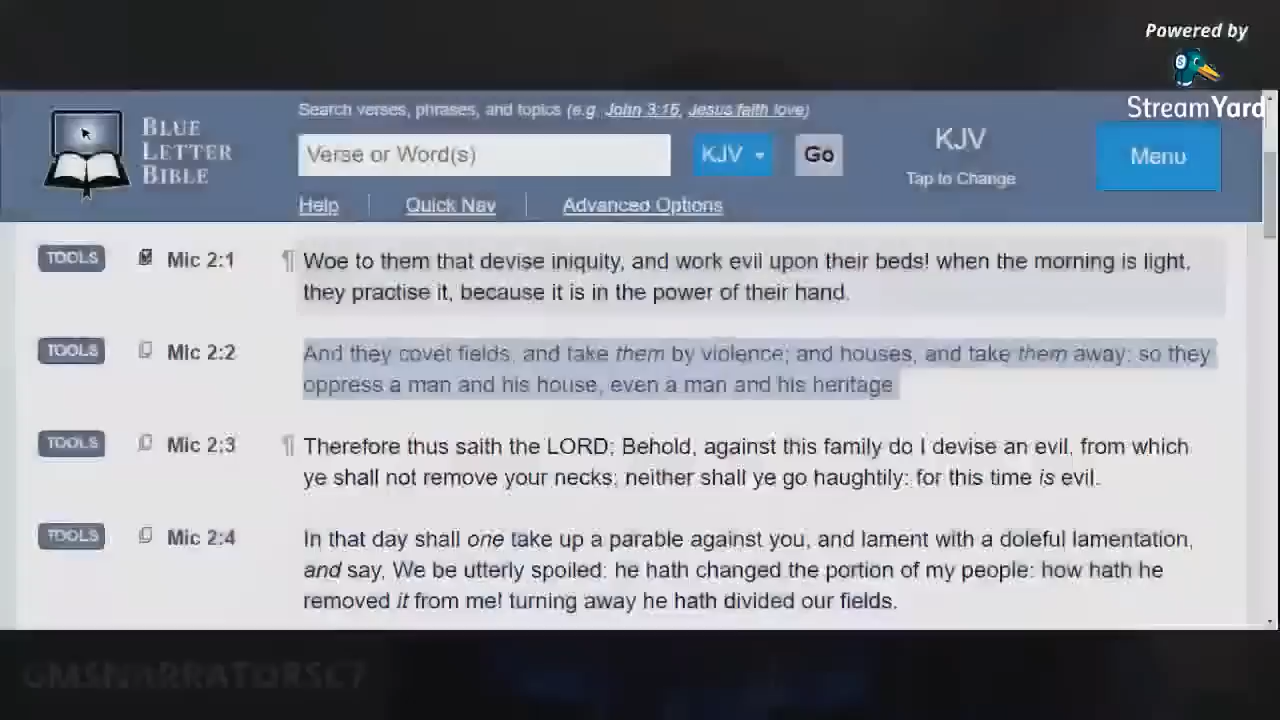 Powered by
StreamYard
Search verses, phrases, and topics (e.g. John 3:16, Jesus faith love)
BLUE
LETTER
BIBLE
Verse or Word(s)
KJV
Go
KJV
Tap to Change
Menu
Help
Quick Nav
Advanced Options
TOOLS
Mic 2:1
¶ Woe to them that devise iniquity, and work evil upon their beds! when the morning is light,
they practise it, because it is in the power of their hand.
TOOLS
Mic 2:2
And they covet fields, and take them by violence; and houses, and take them away: so they
oppress a man and his house, even a man and his heritage
TOOLS
Mic 2:3
¶ Therefore thus saith the LORD; Behold, against this family do I devise an evil, from which
ye shall not remove your necks; neither shall ye go haughtily: for this time is evil.
TOOLS
Mic 2:4
In that day shall one take up a parable against you, and lament with a doleful lamentation,
and say, We be utterly spoiled: he hath changed the portion of my people: how hath he
removed it from me! turning away he hath divided our fields.
GMSNARRATORSC7